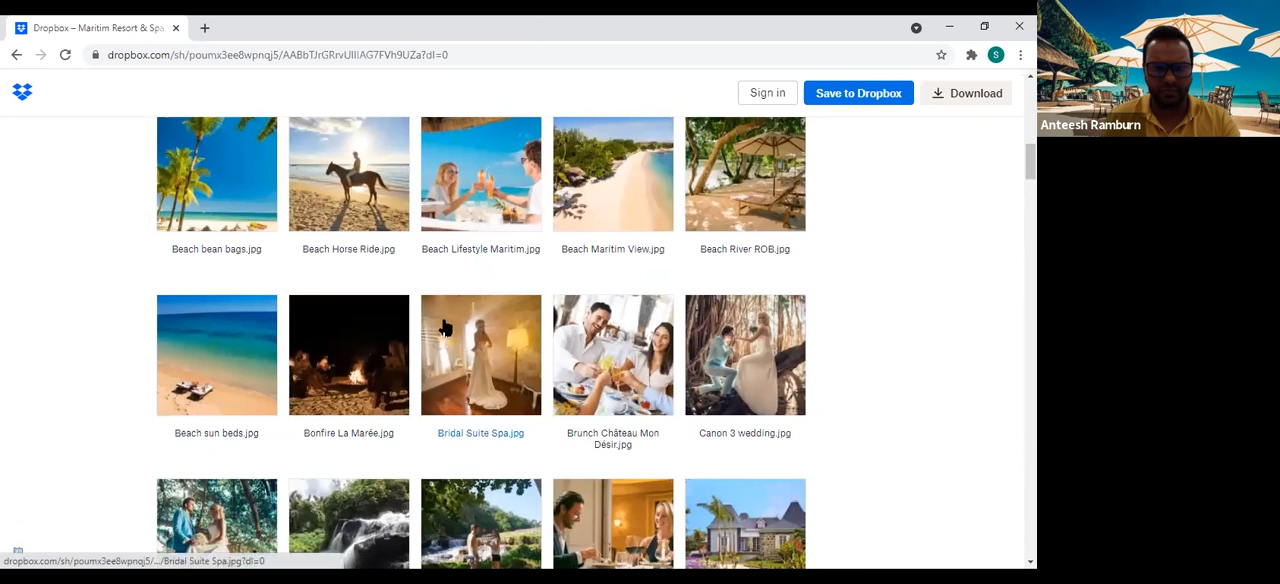 Dropbox – Maritim Resort & Spa
dropbox.com/sh/poumx3ee8wpnqj5/AABbTJrGRrvUIIIAG7FVh9UZa?dl=0
S
Sign in
Save to Dropbox
Download
Anteesh Ramburn
Beach bean bags.jpg
Beach Horse Ride.jpg
Beach Lifestyle Maritim.jpg
Beach Maritim View.jpg
Beach River ROB.jpg
Beach sun beds.jpg
Bonfire La Marée.jpg
Bridal Suite Spa.jpg
Brunch Château Mon
Désir.jpg
Canon 3 wedding.jpg
dropbox.com/sh/poumx3ee8wpnqj5/.../Bridal Suite Spa.jpg?dl=0